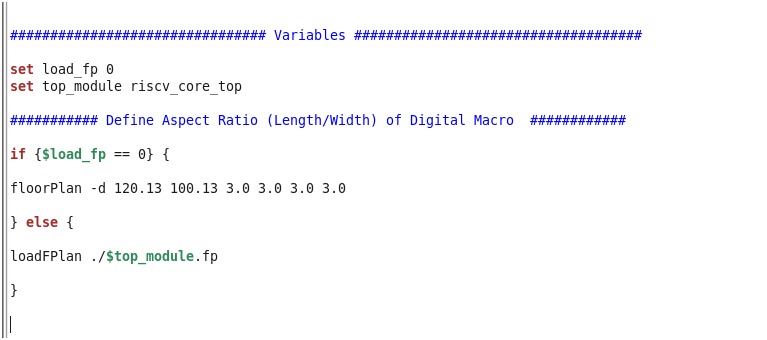 ################################ Variables ####################################
set load_fp 0
set top_module riscv_core_top
########### Define Aspect Ratio (Length/Width) of Digital Macro  ############
if {$load_fp == 0} {
floorPlan -d 120.13 100.13 3.0 3.0 3.0 3.0
} else {
loadFPlan ./$top_module.fp
}